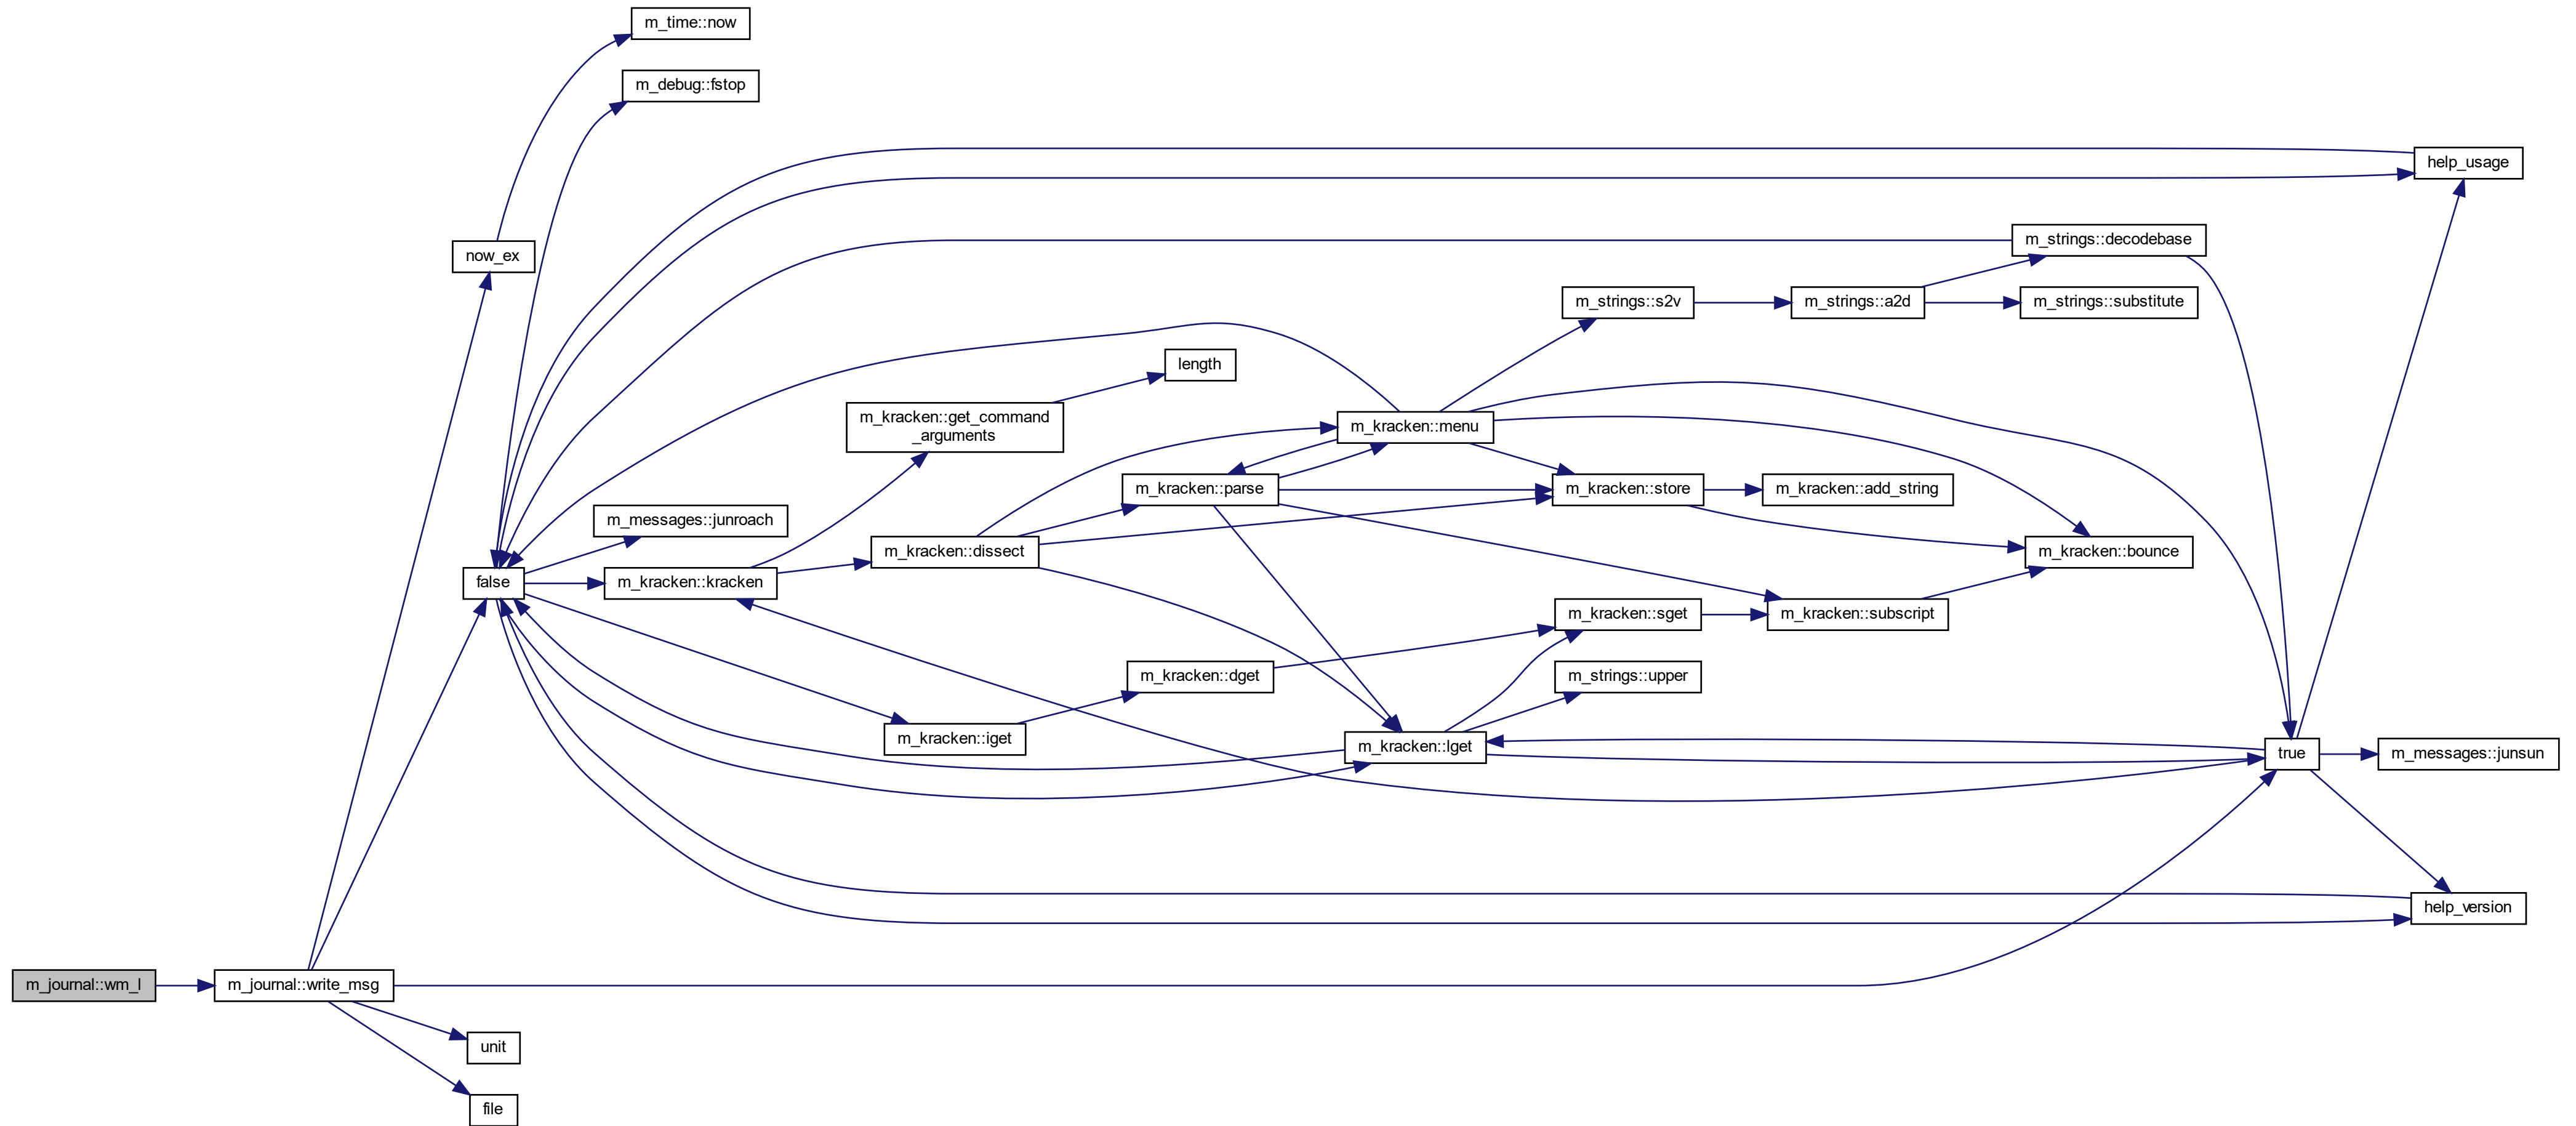 m_time::now
m_debug::fstop
help_usage
now_ex
m_strings::decodebase
m_strings::s2v
m_strings::a2d
m_strings::substitute
length
m_kracken::get_command
_arguments
m_kracken::menu
m_kracken::parse
m_kracken::store
m_kracken::add_string
m_messages::junroach
m_kracken::dissect
m_kracken::bounce
false
m_kracken::kracken
m_kracken::sget
m_kracken::subscript
m_kracken::dget
m_strings::upper
m_kracken::iget
m_kracken::lget
true
m_messages::junsun
help_version
m_journal::wm_l
m_journal::write_msg
unit
file